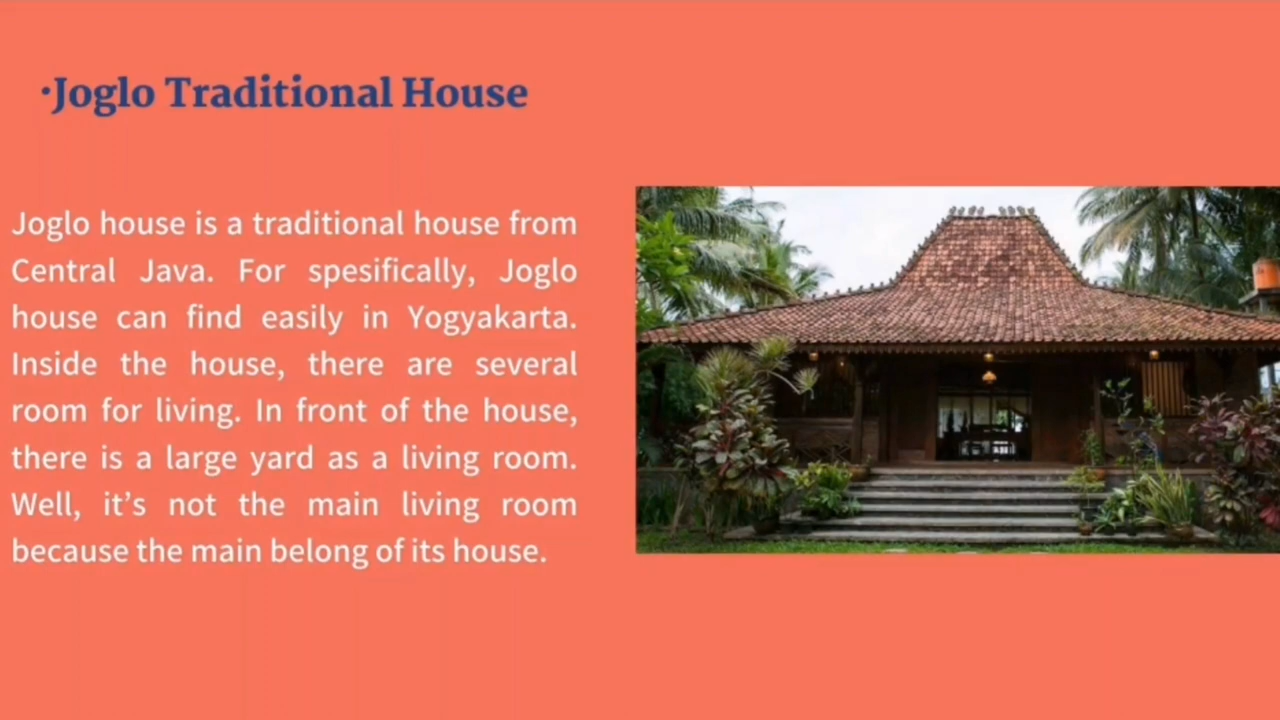 ·Joglo Traditional House
Joglo house is a traditional house from
Central Java. For spesifically, Joglo
house can find easily in Yogyakarta.
Inside the house, there are several
room for living. In front of the house,
there is a large yard as a living room.
Well, it’s not the main living room
because the main belong of its house.